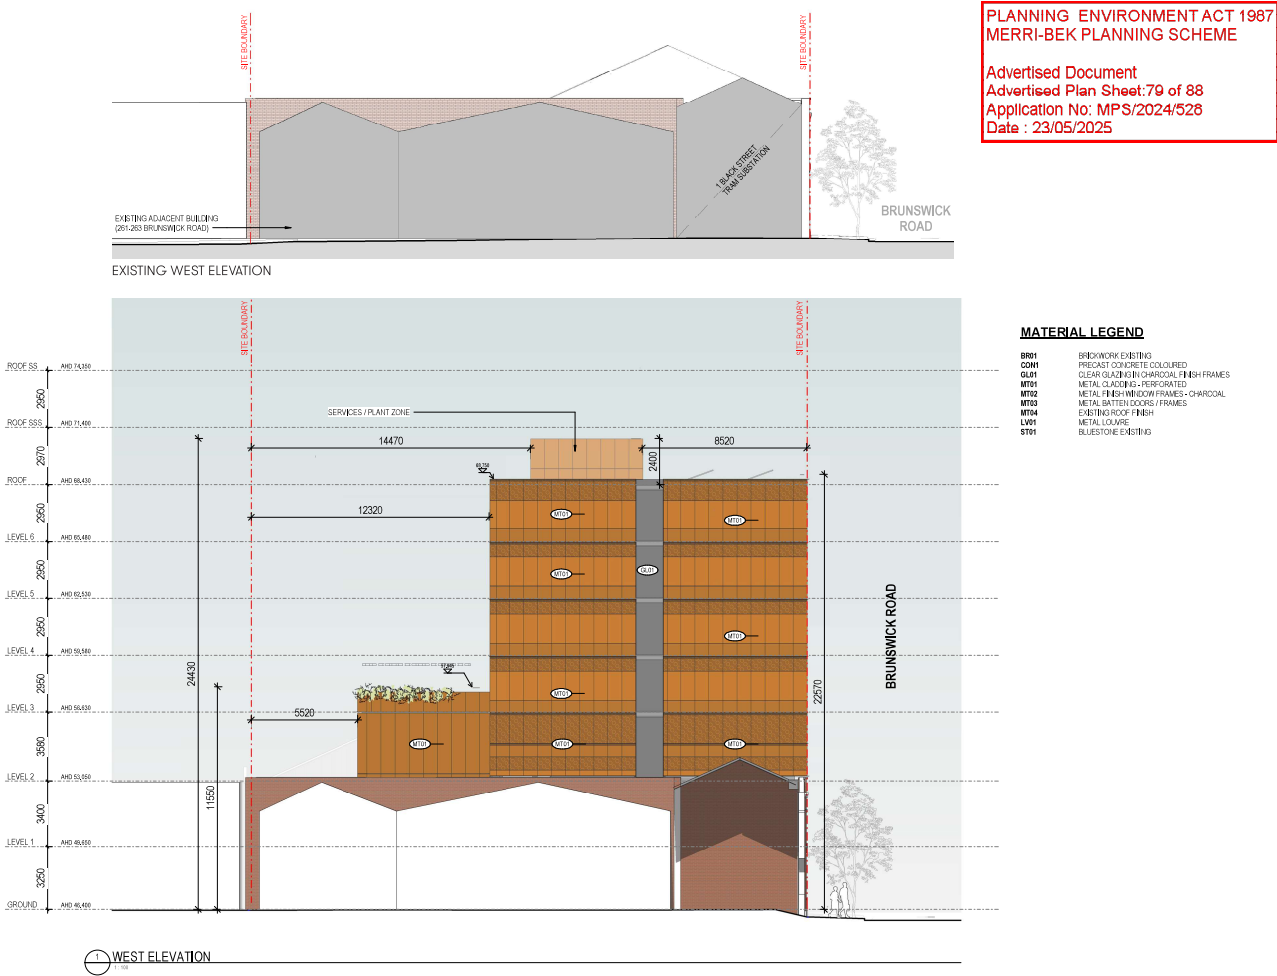 PLANNING ENVIRONMENT ACT 1987
MERRI-BEK PLANNING SCHEME
Advertised Document
Advertised Plan Sheet:79 of 88
Application No: MPS/2024/528
Date : 23/05/2025
SITE BOUNDARY
SITE BOUNDARY
1 BLACK STREET
TRAM SUBSTATION
EXISTING ADJACENT BUILDING
(261-263 BRUNSWICK ROAD)
BRUNSWICK
ROAD
EXISTING WEST ELEVATION
SITE BOUNDARY
SITE BOUNDARY
MATERIAL LEGEND
BR01 BRICKWORK EXISTING
CON1 PRECAST CONCRETE COLOURED
GL01 CLEAR GLAZING IN CHARCOAL FINISH FRAMES
MT01 METAL CLADDING - PERFORATED
MT02 METAL FINISH WINDOW FRAMES - CHARCOAL
MT03 METAL BATTEN DOORS / FRAMES
MT04 EXISTING ROOF FINISH
LV01 METAL LOUVRE
ST01 BLUESTONE EXISTING
ROOF SS AHD 74,350
2950
ROOF SSS AHD 71,400
2970
ROOF AHD 68,430
2950
LEVEL 6 AHD 65,480
2950
LEVEL 5 AHD 62,530
2950
LEVEL 4 AHD 59,580
2950
LEVEL 3 AHD 56,630
3580
LEVEL 2 AHD 53,050
3400
LEVEL 1 AHD 49,650
3250
GROUND AHD 46,400
SERVICES / PLANT ZONE
14470
8520
2400
12320
MT01
MT01
MT01
GL01
MT01
MT01
MT01
MT01
MT01
5520
24430
11550
22570
BRUNSWICK ROAD
1 WEST ELEVATION
1 : 100